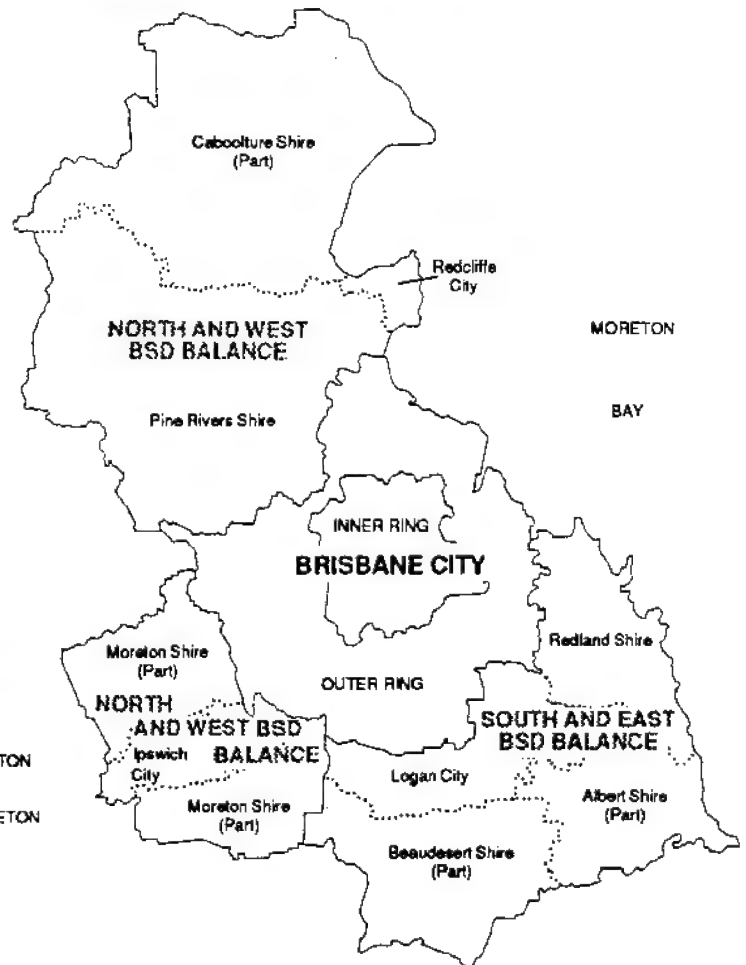 Caboolture Shire
(Part)
Redcliffe
City
NORTH AND WEST
BSD BALANCE
MORETON
BAY
Pine Rivers Shire
INNER RING
BRISBANE CITY
Redland Shire
Moreton Shire
(Part)
OUTER RING
NORTH
AND WEST BSD
BALANCE
SOUTH AND EAST
BSD BALANCE
Ipswich
City
TON
Logan City
Albert Shire
(Part)
Moreton Shire
(Part)
ETON
Beaudesert Shire
(Part)